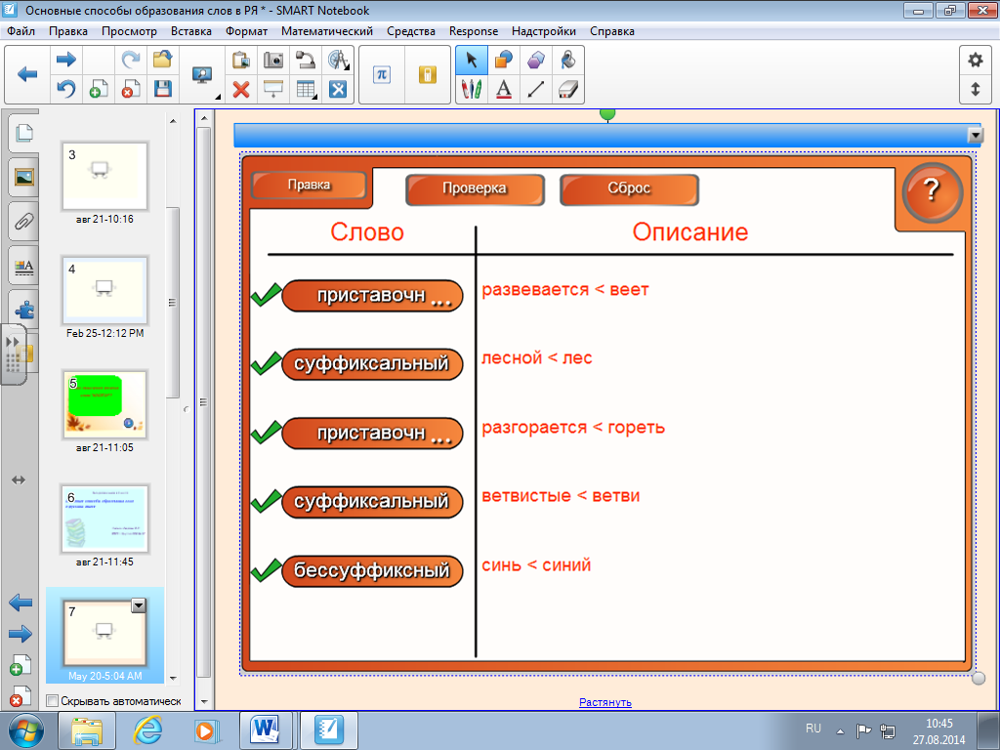 Основные способы образования слов в РЯ * - SMART Notebook
Файл Правка Просмотр Вставка Формат Математический Средства Response Надстройки Справка
3
авг 21-10:16
4
Feb 25-12:12 PM
5
авг 21-11:05
6
авг 21-11:45
7
May 20-5:04 AM
Скрывать автоматическ
Правка Проверка Сброс ?
Слово Описание
приставочн ... развевается < веет
суффиксальный лесной < лес
приставочн ... разгорается < гореть
суффиксальный ветвистые < ветви
бессуффиксный синь < синий
Растянуть
RU 10:45
27.08.2014